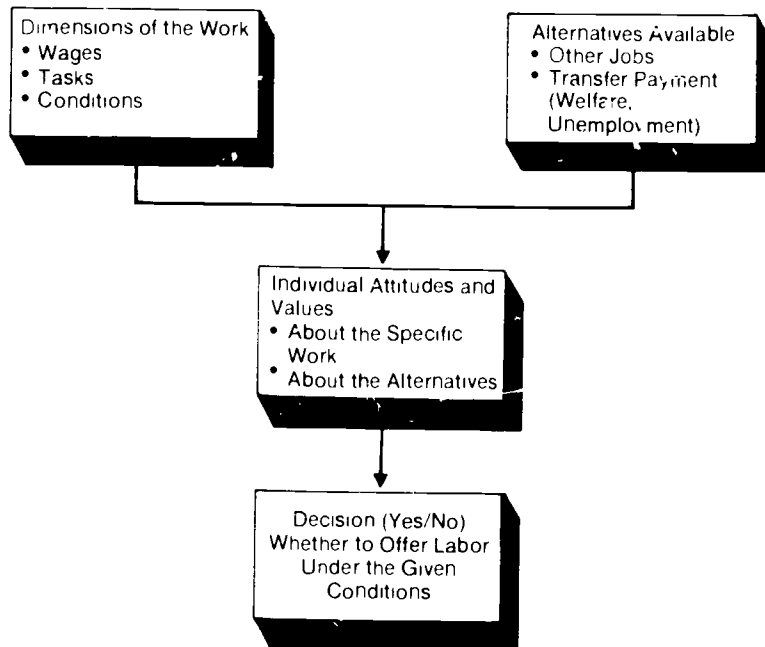 Dimensions of the Work
• Wages
• Tasks
• Conditions
Alternatives Available
• Other Jobs
• Transfer Payment
(Welfare,
Unemployment)
Individual Attitudes and
Values
• About the Specific
Work
• About the Alternatives
Decision (Yes/No)
Whether to Offer Labor
Under the Given
Conditions